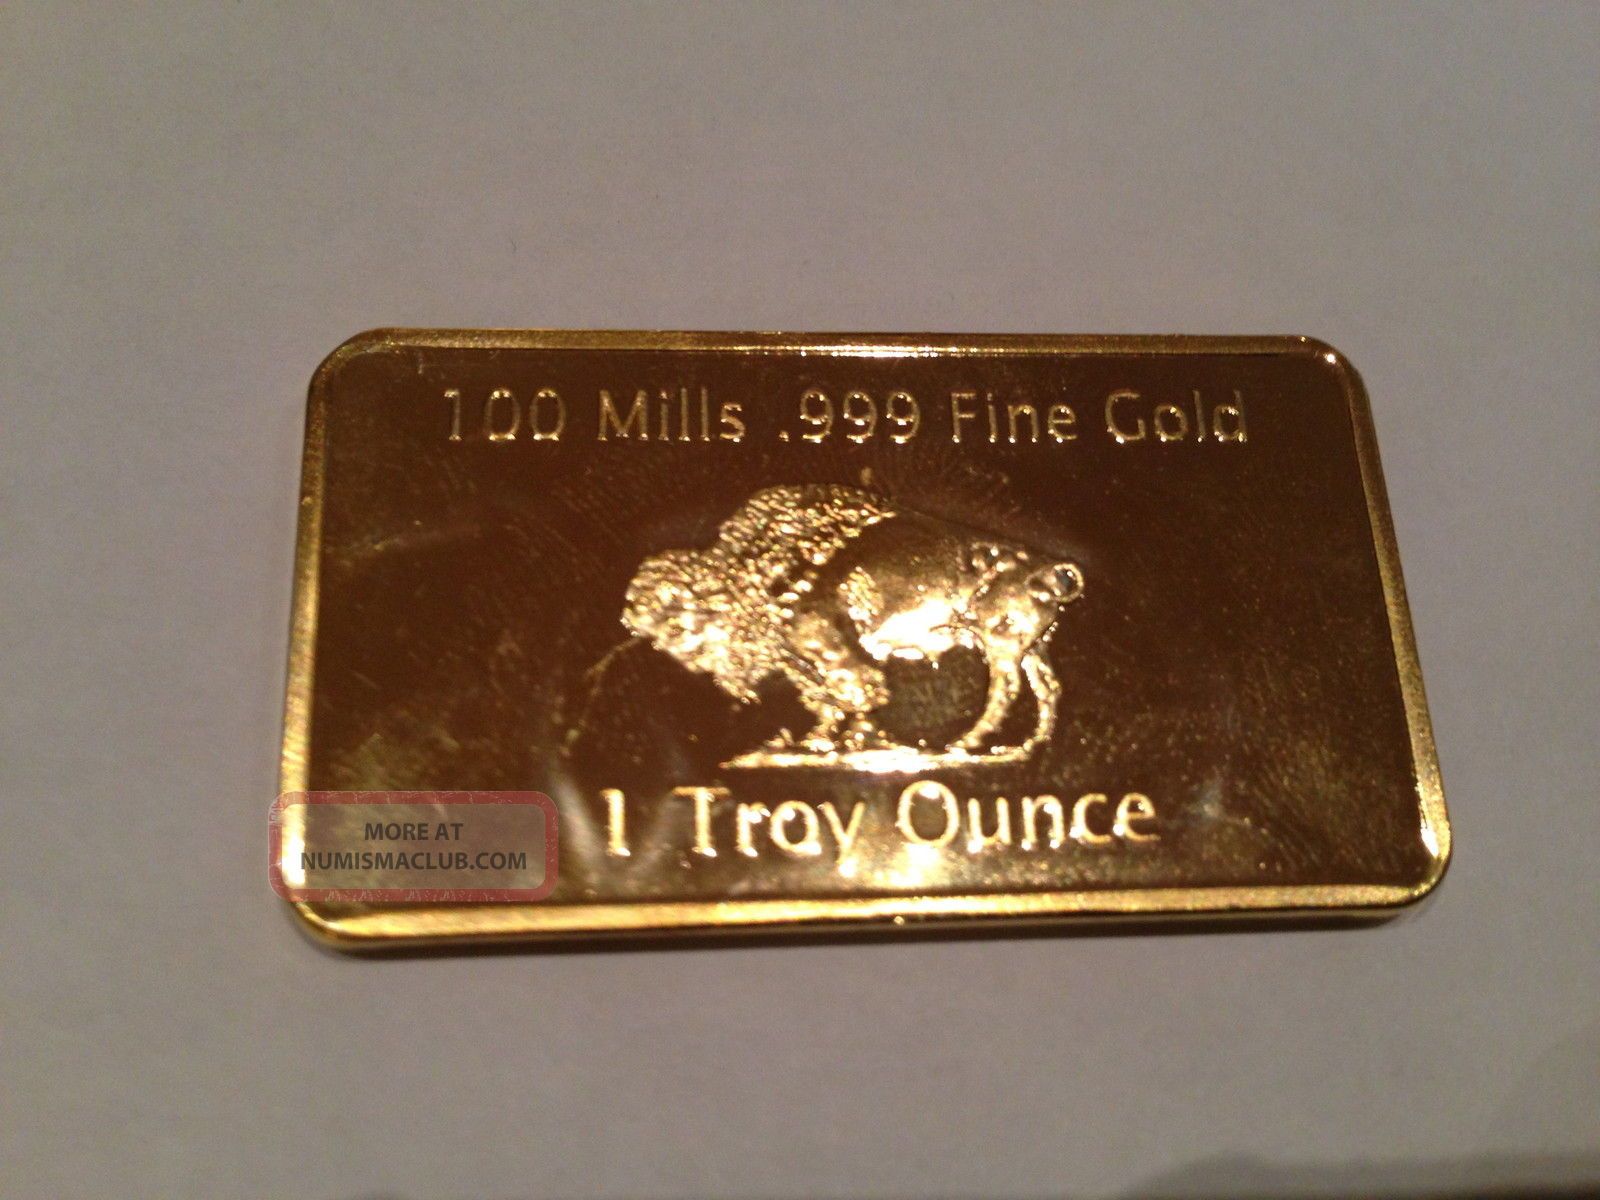 100 Mills .999 Fine Gold
1 Troy Ounce
MORE AT
NUMISMACLUB.COM